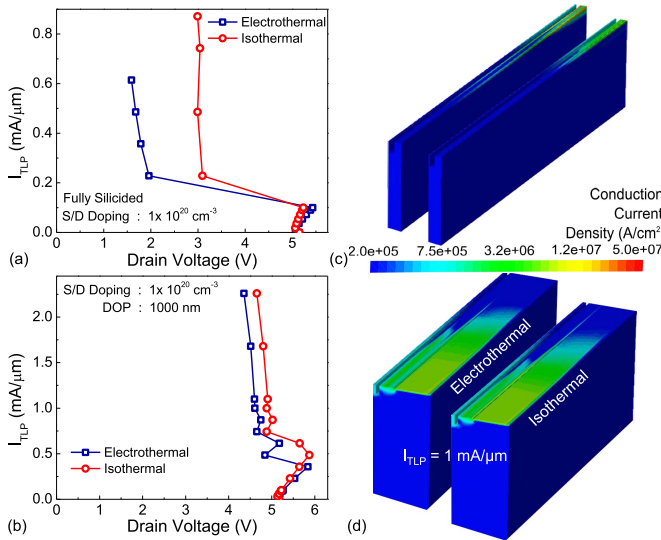 Electrothermal
Isothermal
0.8
0.6
0.4
0.2
0.0
I_TLP (mA/μm)
Fully Silicided
S/D Doping : 1x 10^20 cm^-3
0 1 2 3 4 5 6
(a) Drain Voltage (V)
(c)
Conduction
Current
Density (A/cm²
2.0e+05 7.5e+05 3.2e+06 1.2e+07 5.0e+07
S/D Doping : 1x 10^20 cm^-3
DOP : 1000 nm
2.0
1.5
1.0
0.5
0.0
I_TLP (mA/μm)
Electrothermal
Isothermal
0 1 2 3 4 5 6
(b) Drain Voltage (V)
Electrothermal
Isothermal
I_TLP = 1 mA/μm
(d)